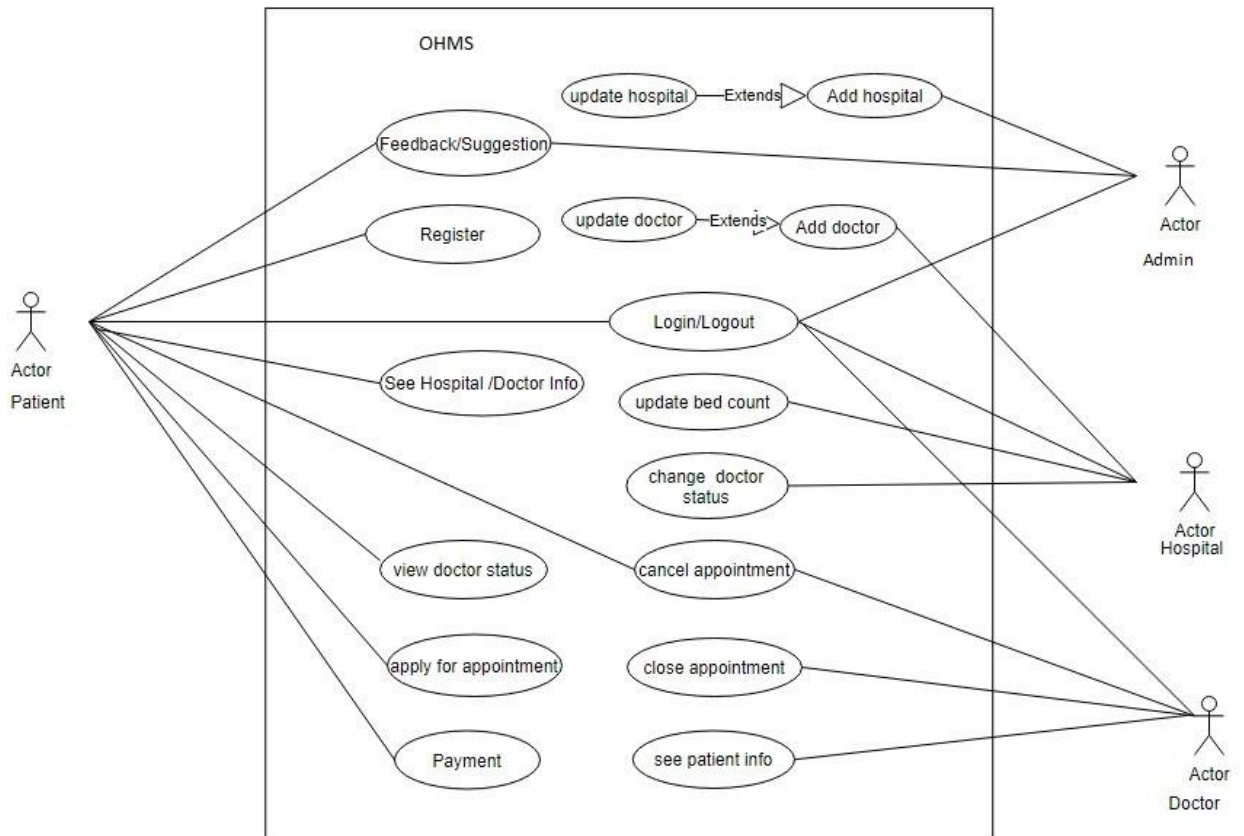 OHMS
update hospital
Extends
Add hospital
Feedback/Suggestion
Actor
Admin
update doctor
Extends
Add doctor
Register
Login/Logout
Actor
Patient
See Hospital /Doctor Info
update bed count
change doctor
status
Actor
Hospital
view doctor status
cancel appointment
apply for appointment
close appointment
Payment
see patient info
Actor
Doctor